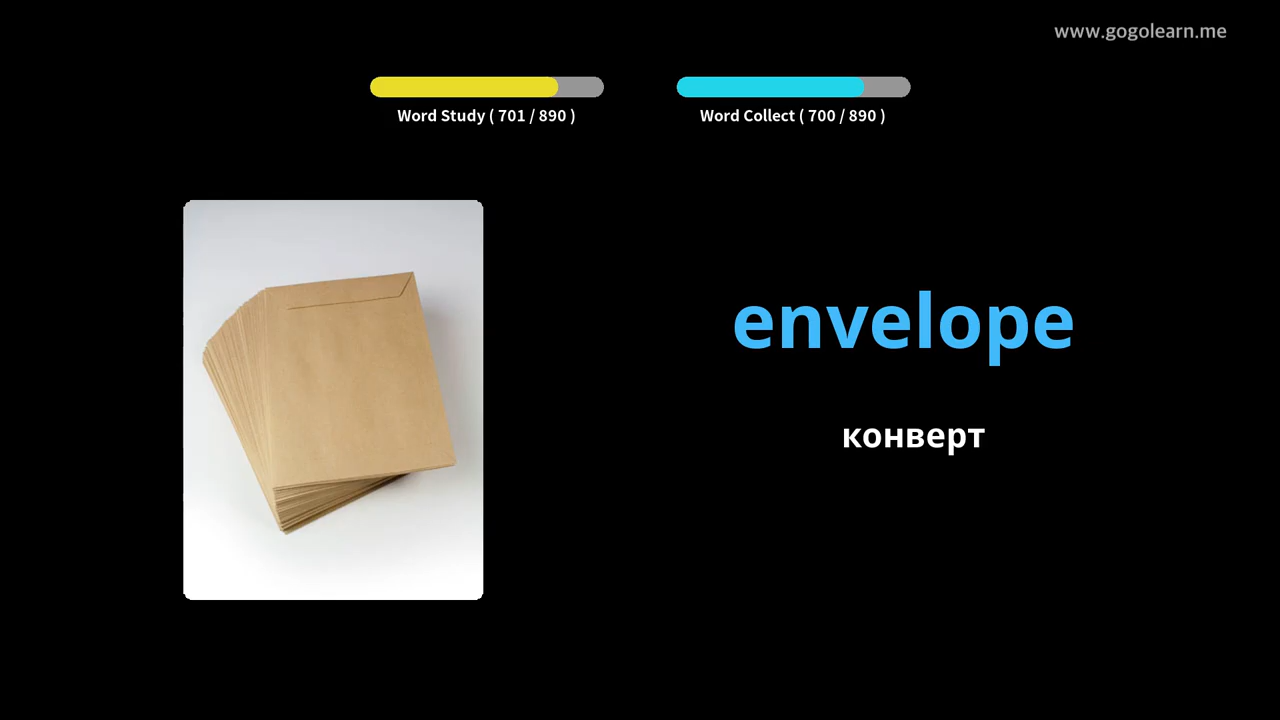 www.gogolearn.me
Word Study ( 701 / 890 )
Word Collect ( 700 / 890 )
envelope
конверт